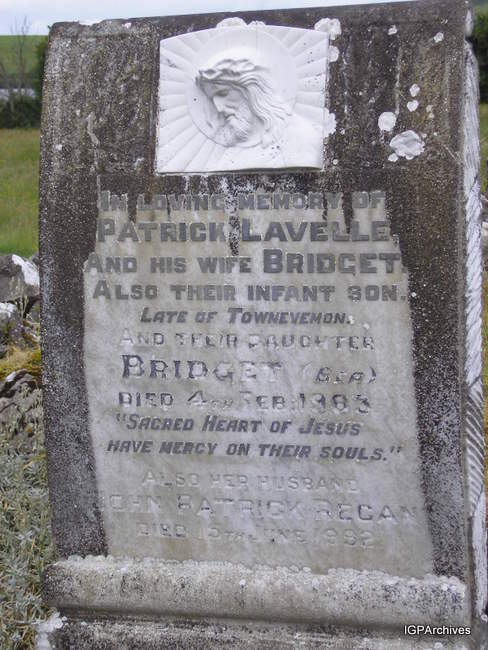 IN LOVING MEMORY OF
PATRICK LAVELLE
AND HIS WIFE BRIDGET
ALSO THEIR INFANT SON.
LATE OF TOWNEVEMON.
AND THEIR DAUGHTER
BRIDGET (BEA)
DIED 4TH FEB. 1983
"SACRED HEART OF JESUS
HAVE MERCY ON THEIR SOULS."
ALSO HER HUSBAND
JOHN PATRICK REGAN
DIED 15TH JUNE 1992
IGPArchives